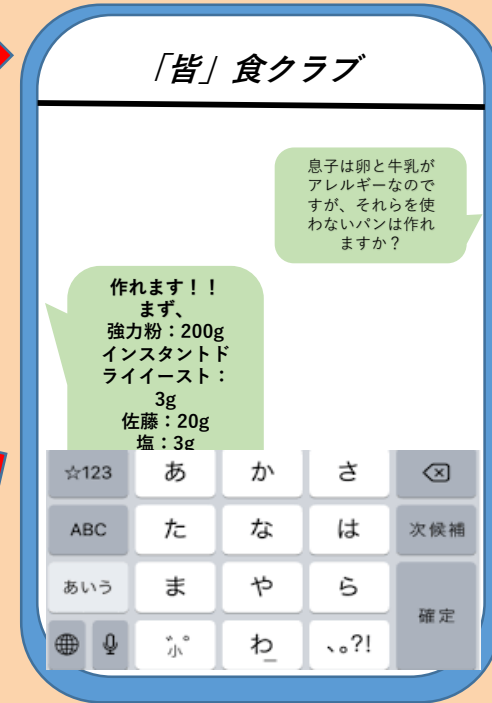 「皆」食クラブ
息子は卵と牛乳が
アレルギーなので
すが、それらを使
わないパンは作れ
ますか？
作れます！！
まず、
強力粉：200g
インスタントド
ライイースト：
3g
佐藤：20g
塩：3g
☆123 あ か さ
ABC た な は 次候補
あいう ま や ら
確定
小゛゜ わ 、。?!